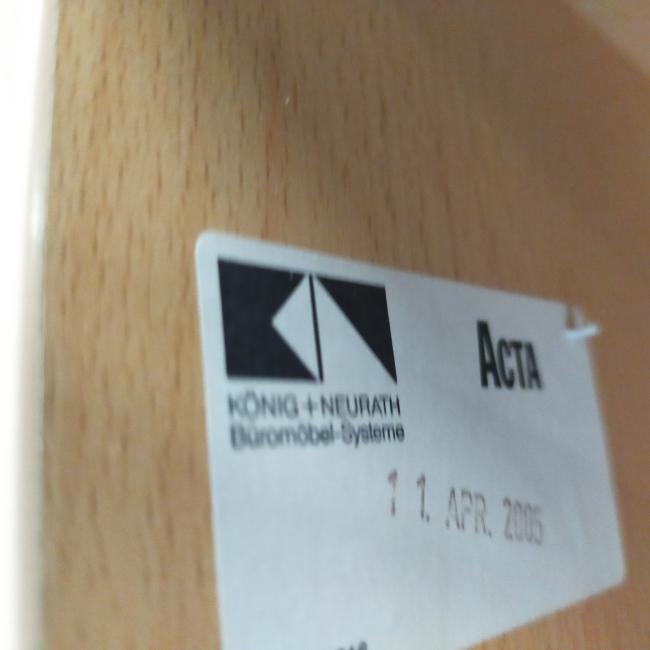 KÖNIG + NEURATH
Büromöbel-Systeme
ACTA
11. APR. 2005